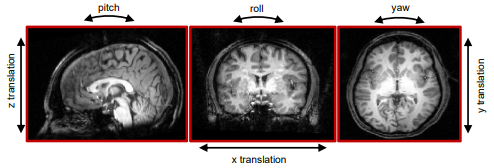 pitch
roll
yaw
z translation
y translation
x translation